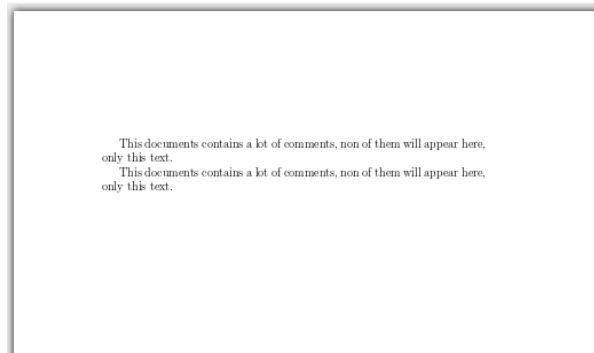 This documents contains a lot of comments, non of them will appear here,
only this text.
This documents contains a lot of comments, non of them will appear here,
only this text.